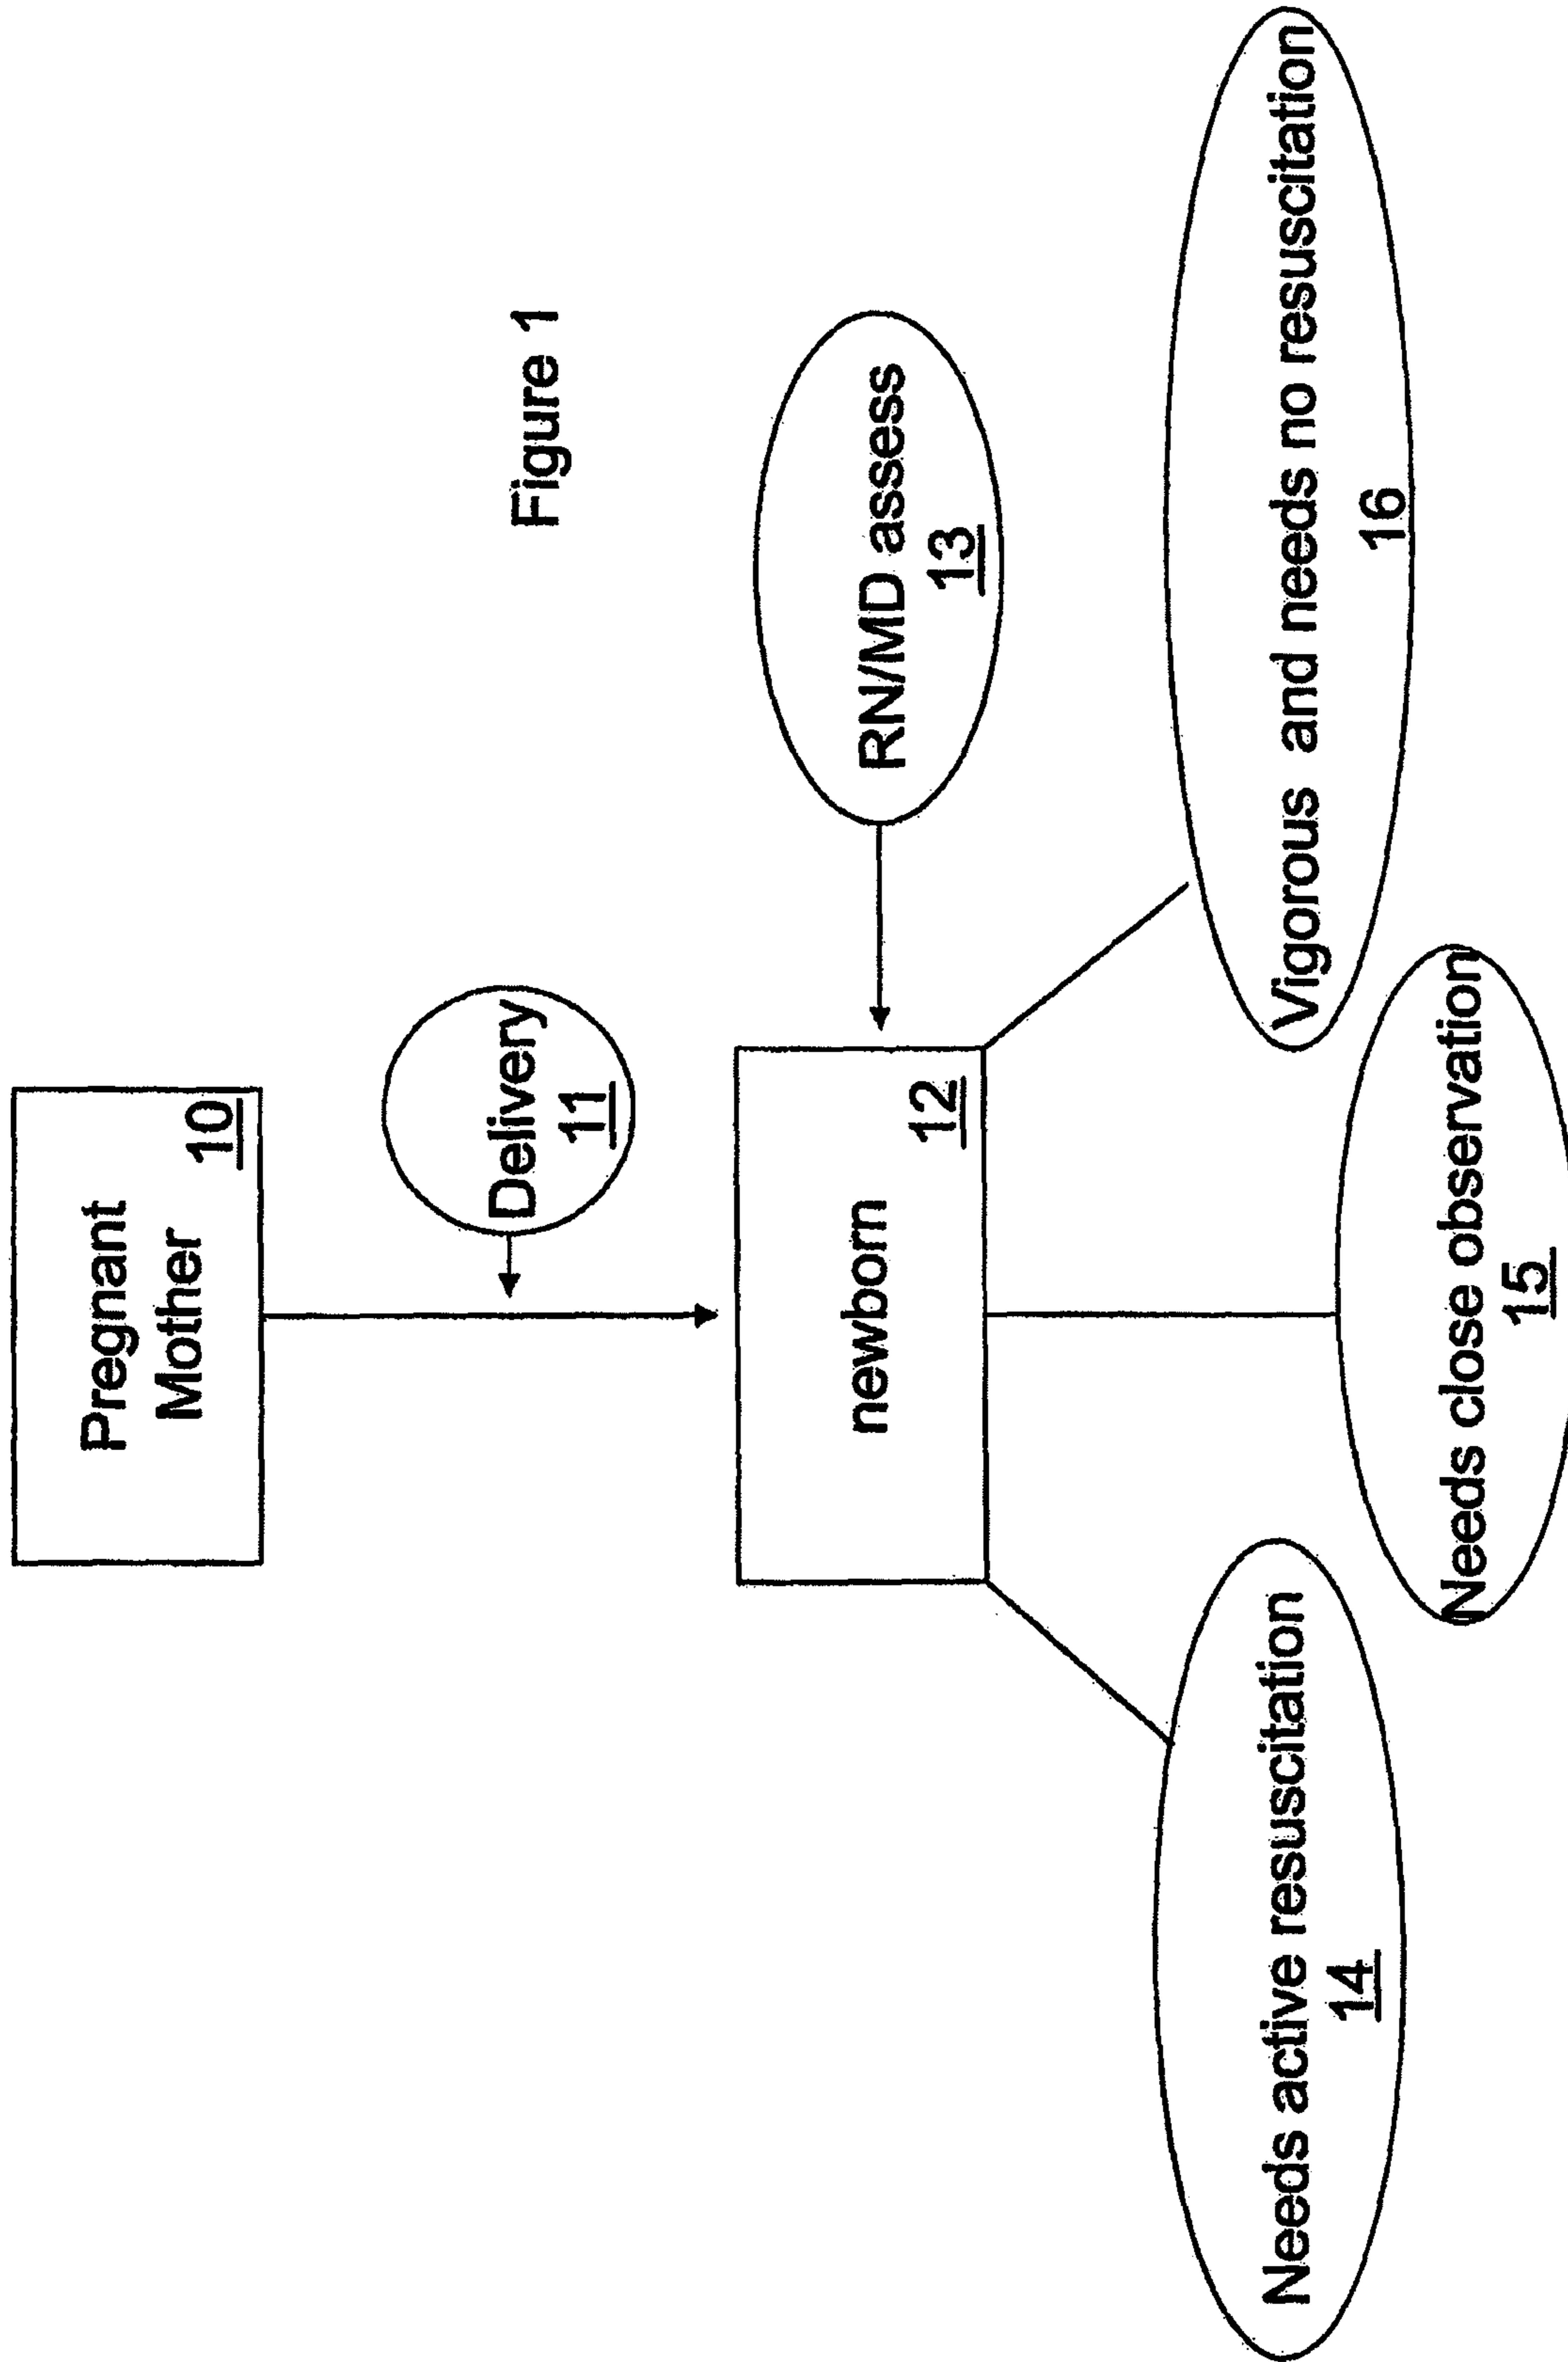 Figure 1
Pregnant
Mother
10
Delivery
11
newborn
12
RN/MD assess
13
Needs active resuscitation
14
Needs close observation
15
Vigorous and needs no resuscitation
16